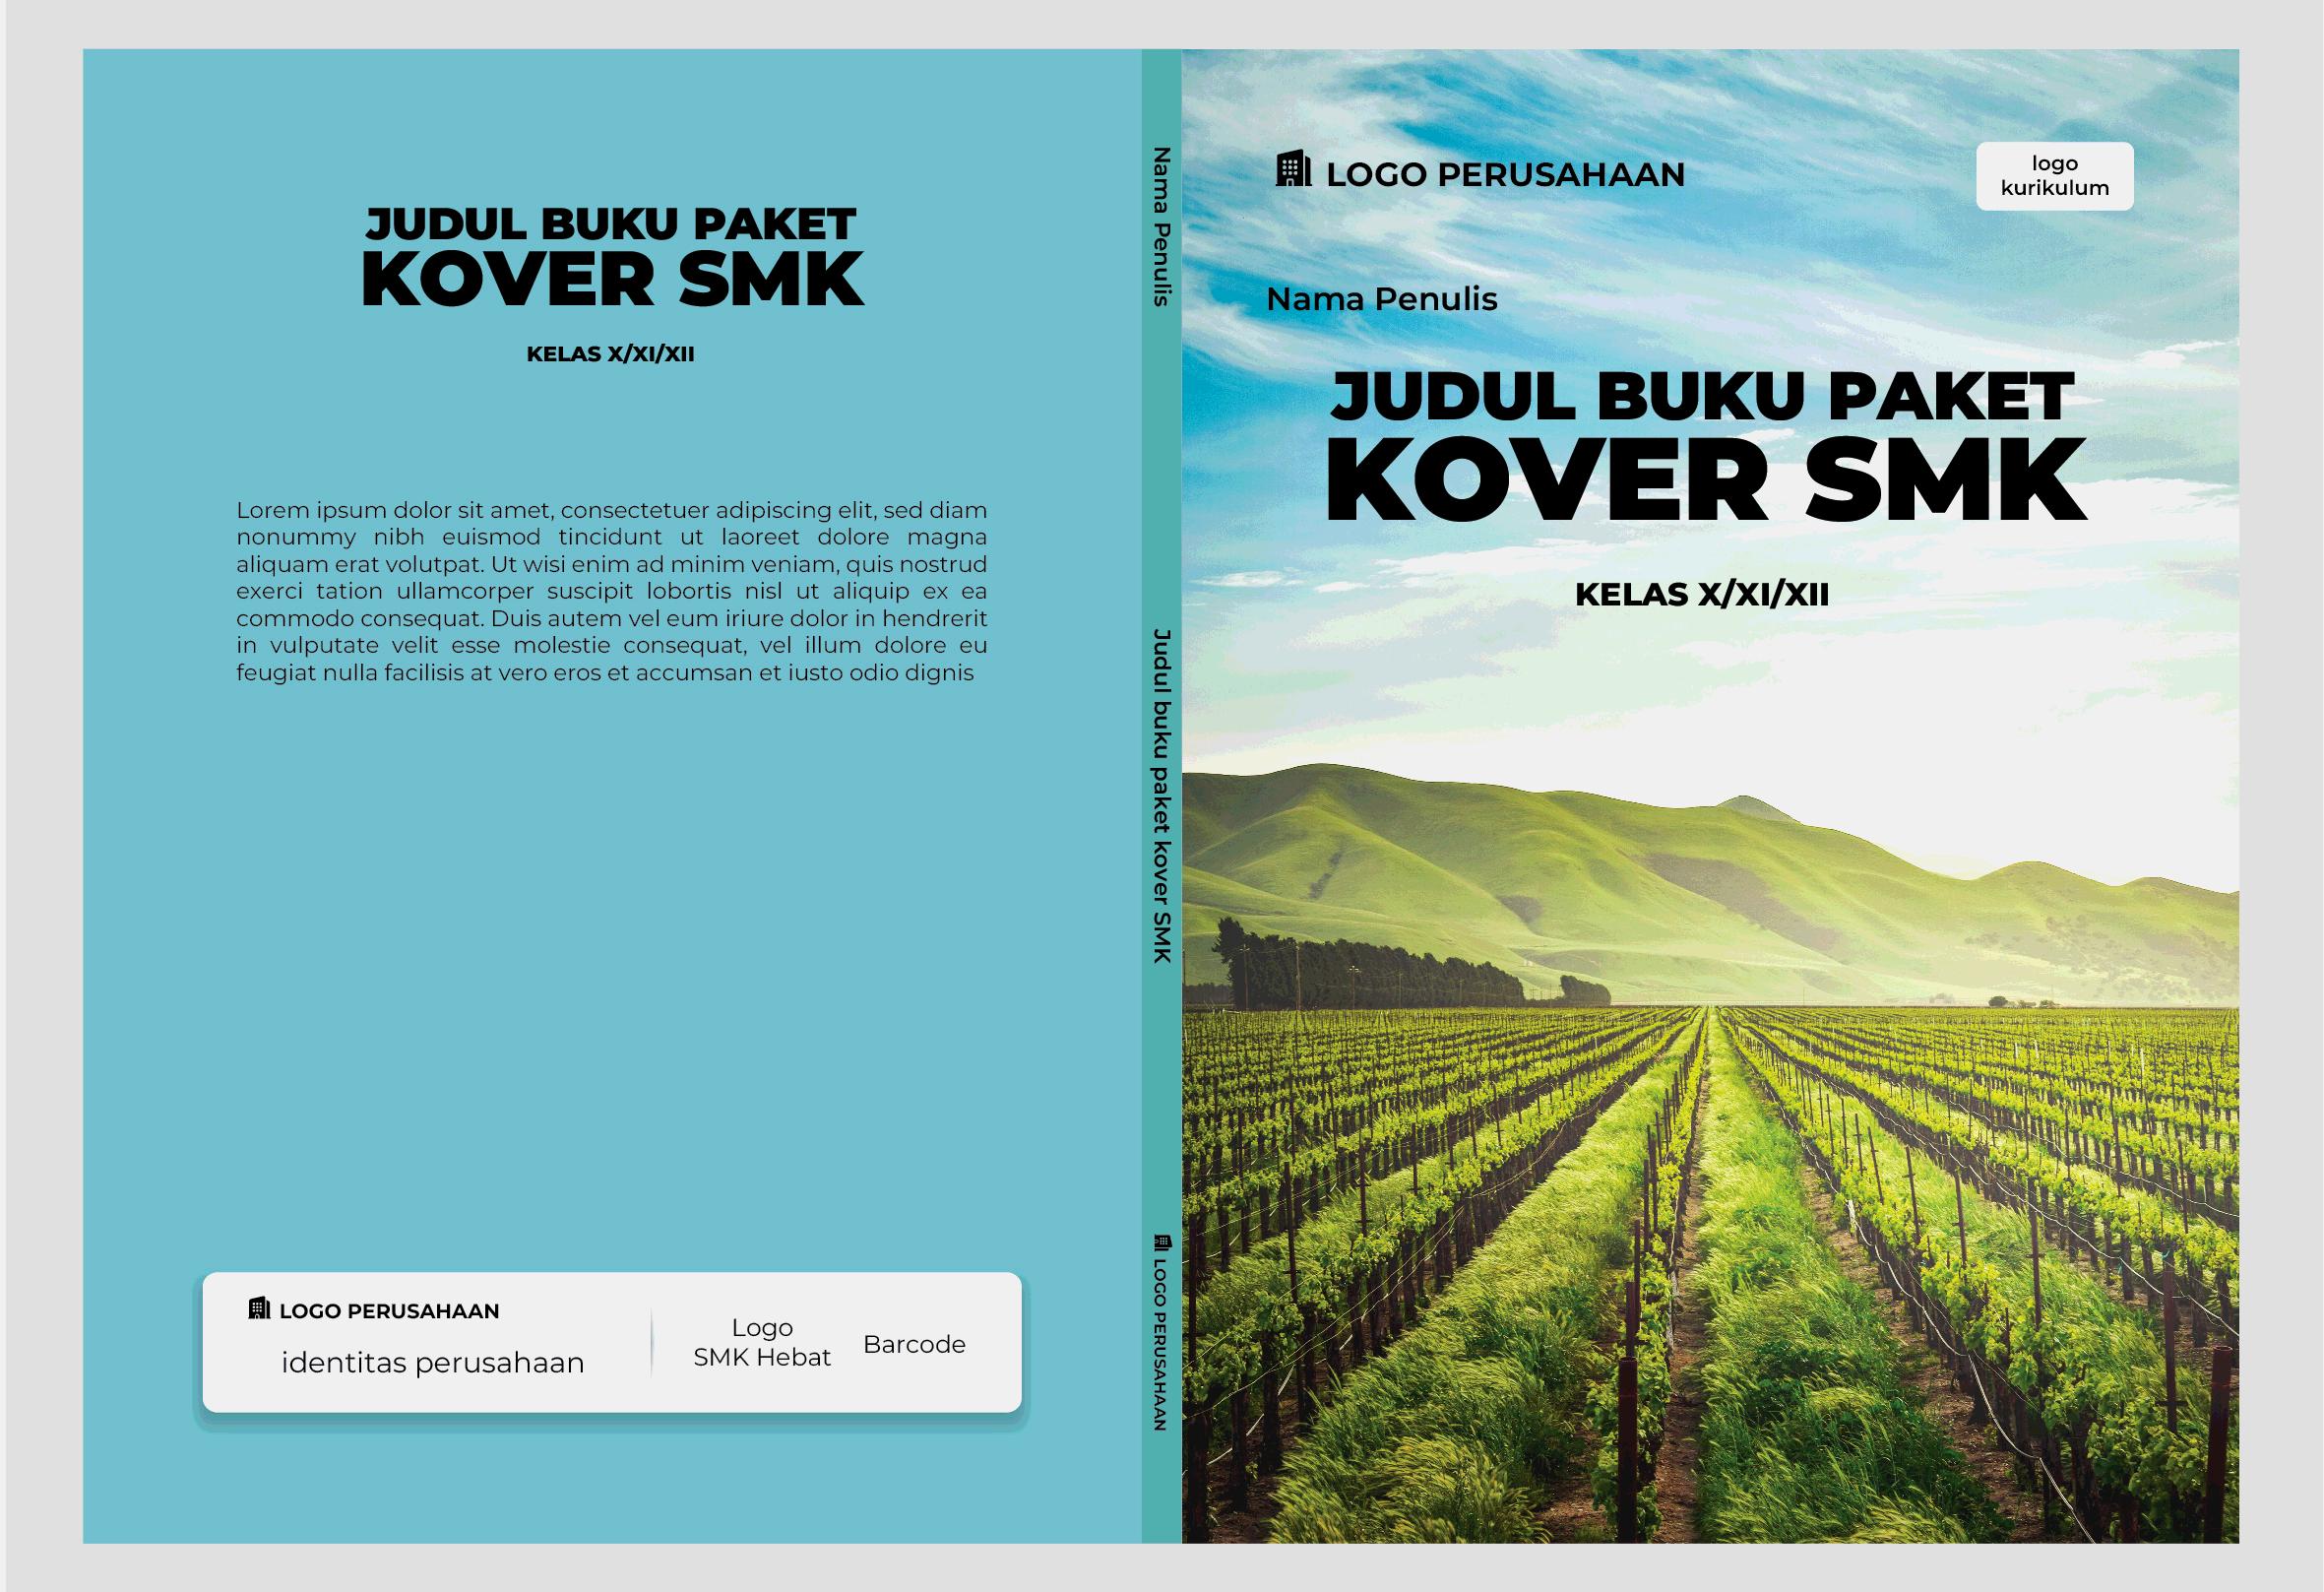 JUDUL BUKU PAKET
KOVER SMK
KELAS X/XI/XII
Lorem ipsum dolor sit amet, consectetuer adipiscing elit, sed diam
nonummy nibh euismod tincidunt ut laoreet dolore magna
aliquam erat volutpat. Ut wisi enim ad minim veniam, quis nostrud
exerci tation ullamcorper suscipit lobortis nisl ut aliquip ex ea
commodo consequat. Duis autem vel eum iriure dolor in hendrerit
in vulputate velit esse molestie consequat, vel illum dolore eu
feugiat nulla facilisis at vero eros et accumsan et iusto odio dignis
LOGO PERUSAHAAN
identitas perusahaan
Logo
SMK Hebat
Barcode
Nama Penulis
Judul buku paket kover SMK
LOGO PERUSAHAAN
LOGO PERUSAHAAN
logo
kurikulum
Nama Penulis
JUDUL BUKU PAKET
KOVER SMK
KELAS X/XI/XII